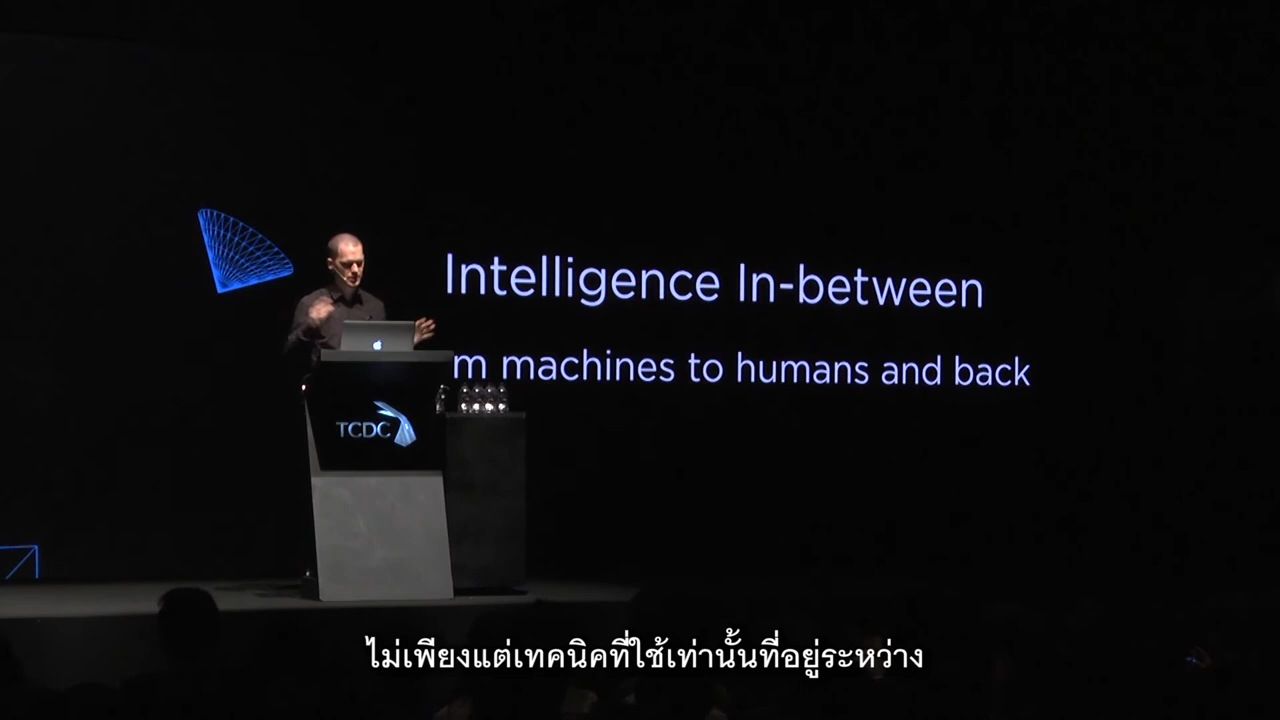 Intelligence In-between
m machines to humans and back
TCDC
ไม่เพียงแต่เทคนิคที่ใช้เท่านั้นที่อยู่ระหว่าง